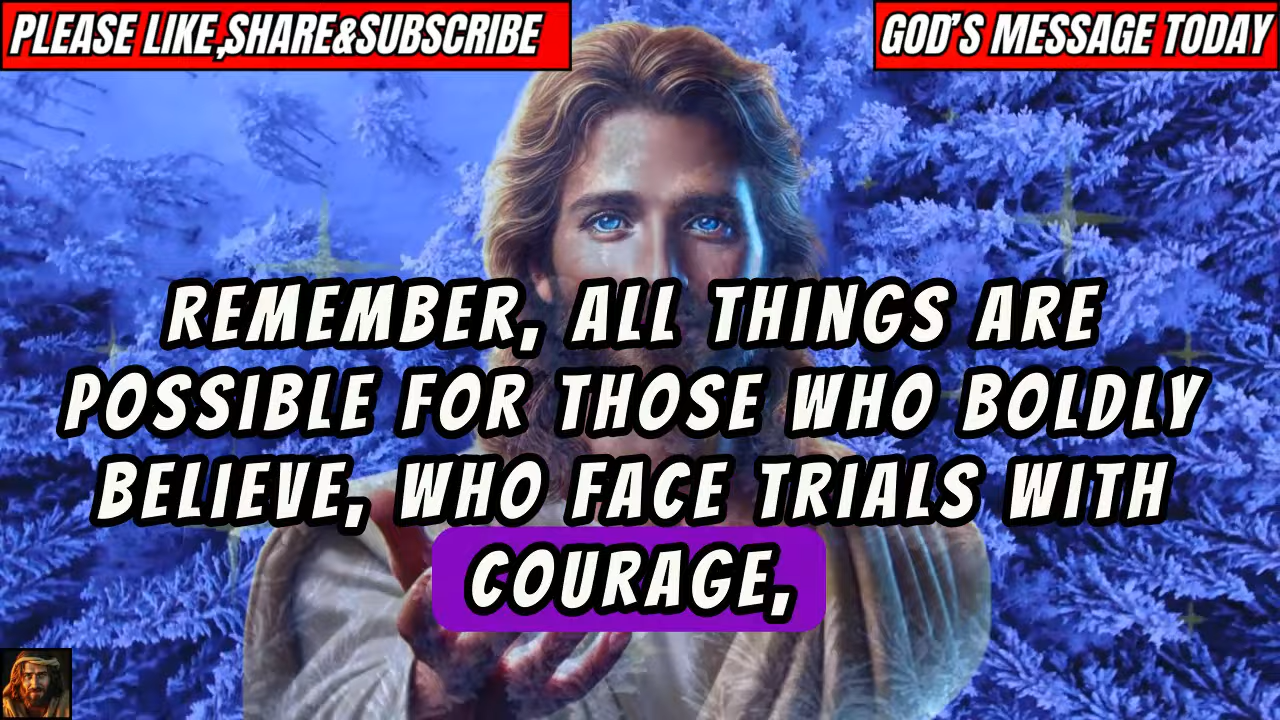 PLEASE LIKE,SHARE&SUBSCRIBE
GOD'S MESSAGE TODAY
REMEMBER, ALL THINGS ARE
POSSIBLE FOR THOSE WHO BOLDLY
BELIEVE, WHO FACE TRIALS WITH
COURAGE,